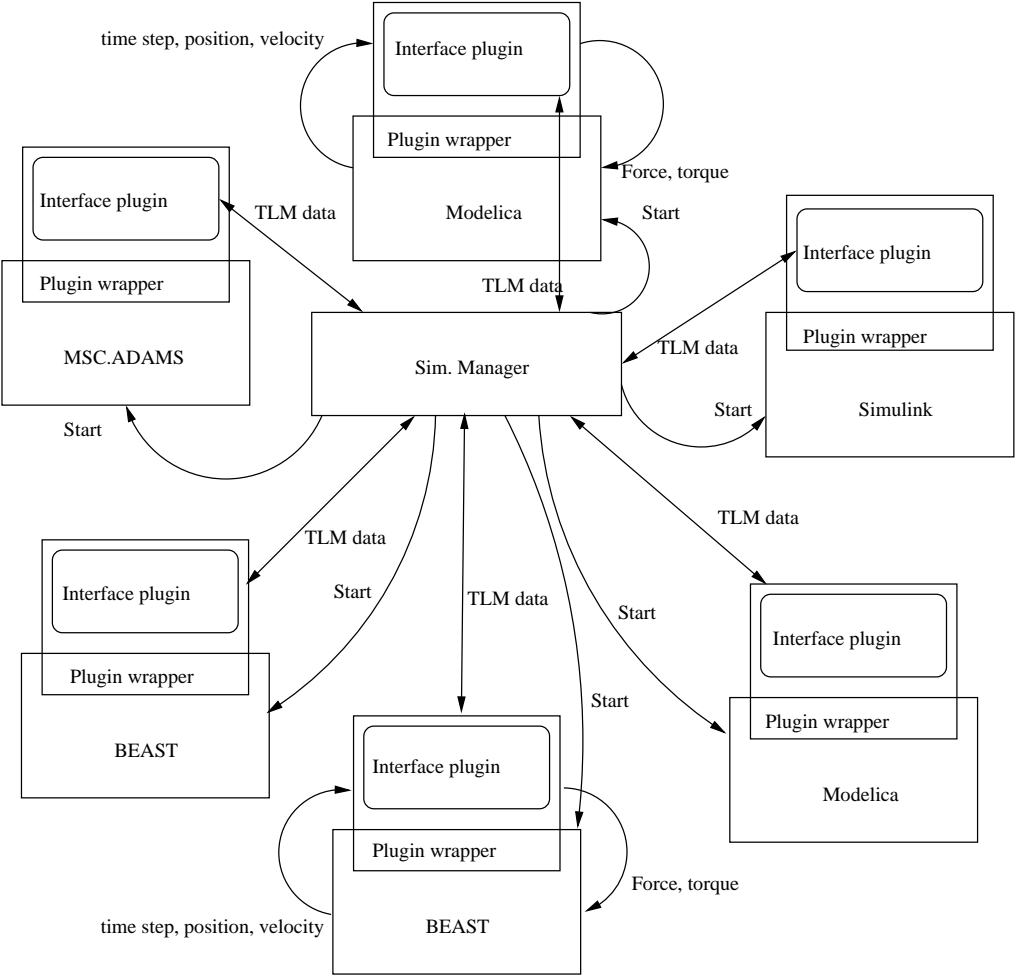 time step, position, velocity
Interface plugin
Plugin wrapper
Force, torque
Modelica
Start
TLM data
Interface plugin
TLM data
Plugin wrapper
MSC.ADAMS
Start
Interface plugin
Plugin wrapper
TLM data
Start
Simulink
Sim. Manager
TLM data
Interface plugin
Start
Plugin wrapper
BEAST
TLM data
Start
TLM data
Interface plugin
Plugin wrapper
Modelica
Start
Interface plugin
Plugin wrapper
Force, torque
time step, position, velocity
BEAST